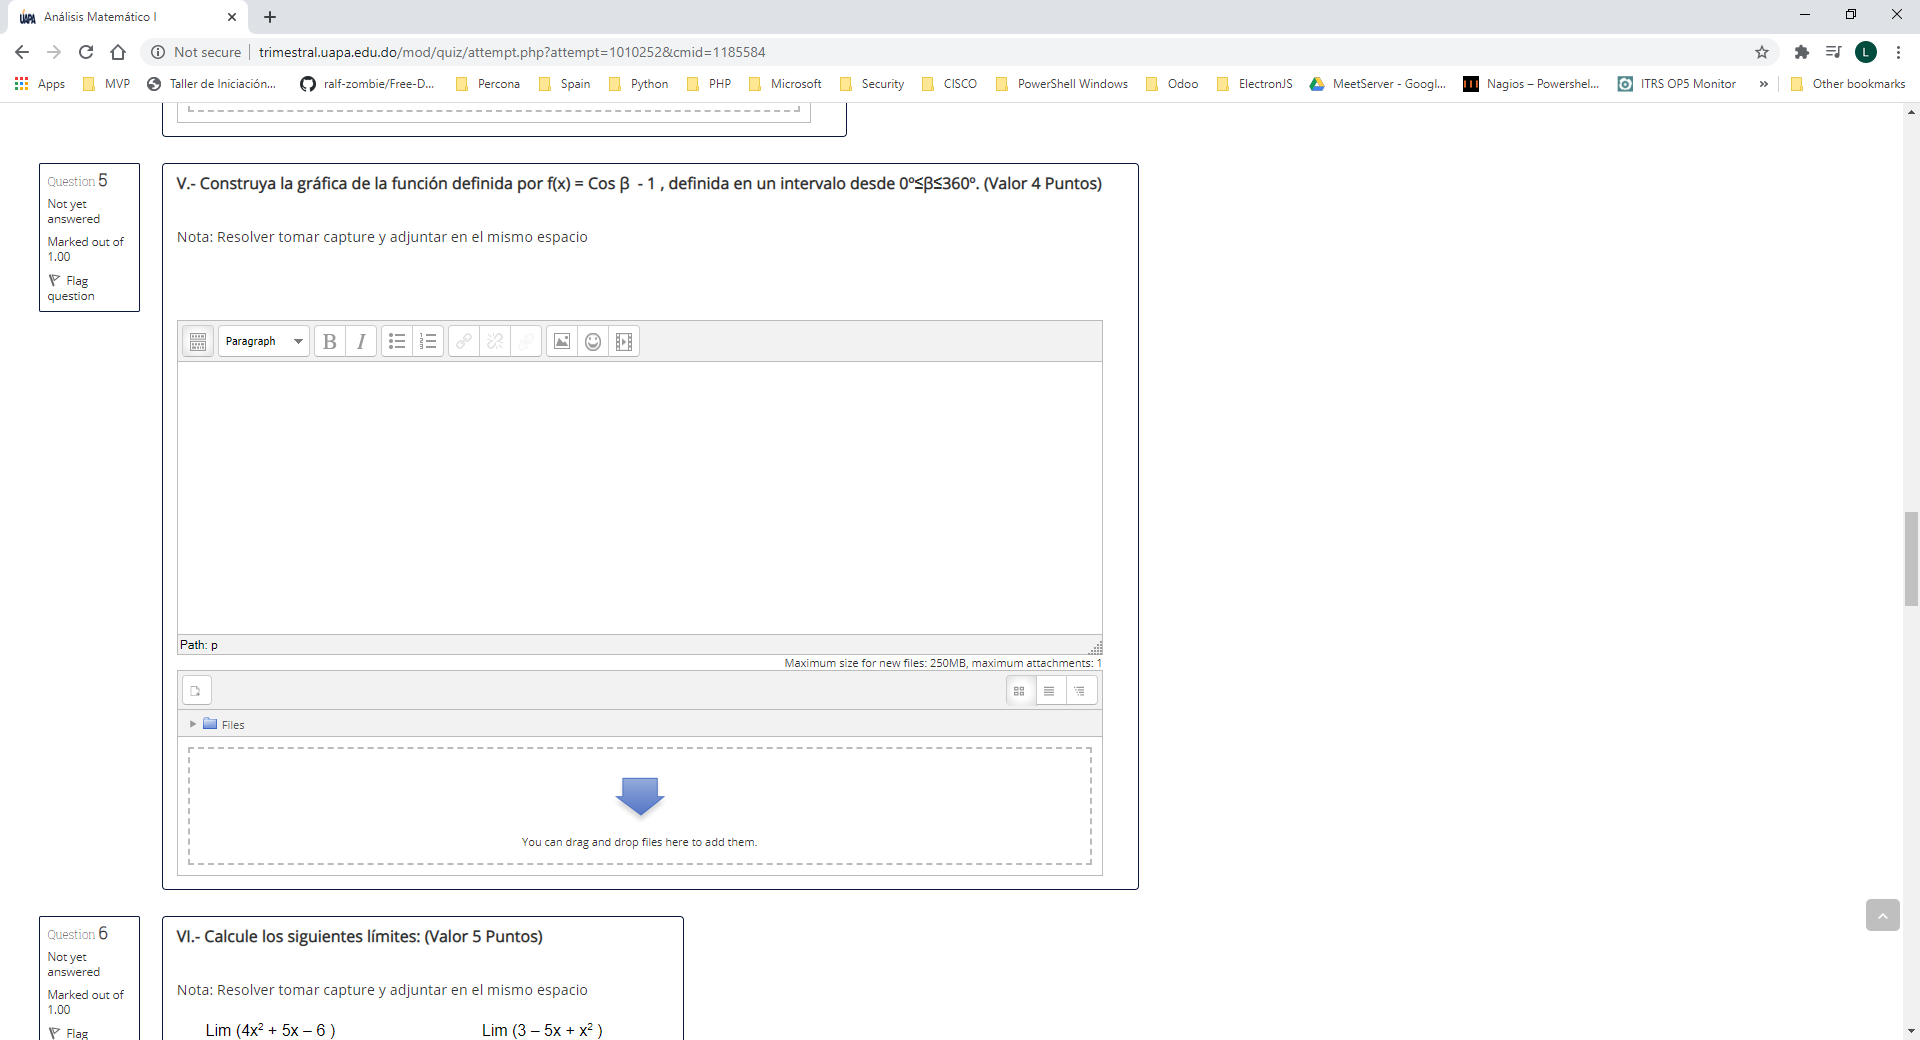 Análisis Matemático I
Not secure
trimestral.uapa.edu.do/mod/quiz/attempt.php?attempt=1010252&cmid=1185584
L
Apps
MVP
Taller de Iniciación...
ralf-zombie/Free-D...
Percona
Spain
Python
PHP
Microsoft
Security
CISCO
PowerShell Windows
Odoo
ElectronJS
MeetServer - Googl...
Nagios – Powershel...
ITRS OP5 Monitor
»
Other bookmarks
Question 5
Not yet
answered
Marked out of
1.00
Flag
question
V.- Construya la gráfica de la función definida por f(x) = Cos β - 1 , definida en un intervalo desde 0º≤β≤360º. (Valor 4 Puntos)
Nota: Resolver tomar capture y adjuntar en el mismo espacio
Paragraph
B
I
Path: p
Maximum size for new files: 250MB, maximum attachments: 1
Files
You can drag and drop files here to add them.
Question 6
Not yet
answered
Marked out of
1.00
Flag
VI.- Calcule los siguientes límites: (Valor 5 Puntos)
Nota: Resolver tomar capture y adjuntar en el mismo espacio
Lim (4x² + 5x – 6 )
Lim (3 – 5x + x² )